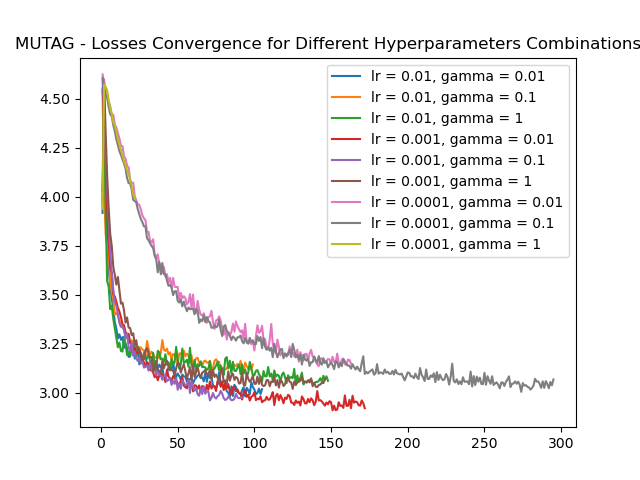 MUTAG - Losses Convergence for Different Hyperparameters Combinations
4.50
4.25
4.00
3.75
3.50
3.25
3.00
lr = 0.01, gamma = 0.01
lr = 0.01, gamma = 0.1
lr = 0.01, gamma = 1
lr = 0.001, gamma = 0.01
lr = 0.001, gamma = 0.1
lr = 0.001, gamma = 1
lr = 0.0001, gamma = 0.01
lr = 0.0001, gamma = 0.1
lr = 0.0001, gamma = 1
0 50 100 150 200 250 300